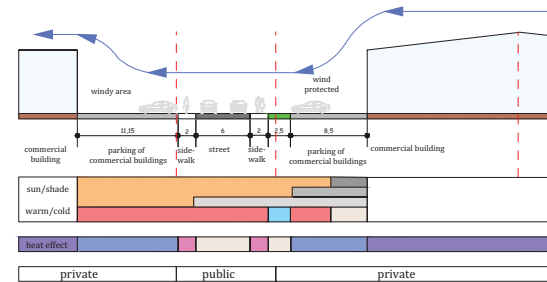 windy area
wind
protected
11,15
2
6
2
2,5
8,5
commercial
building
parking of
commercial buildings
side-
walk
street
side-
walk
parking of
commercial buildings
commercial building
sun/shade
warm/cold
heat effect
private
public
private